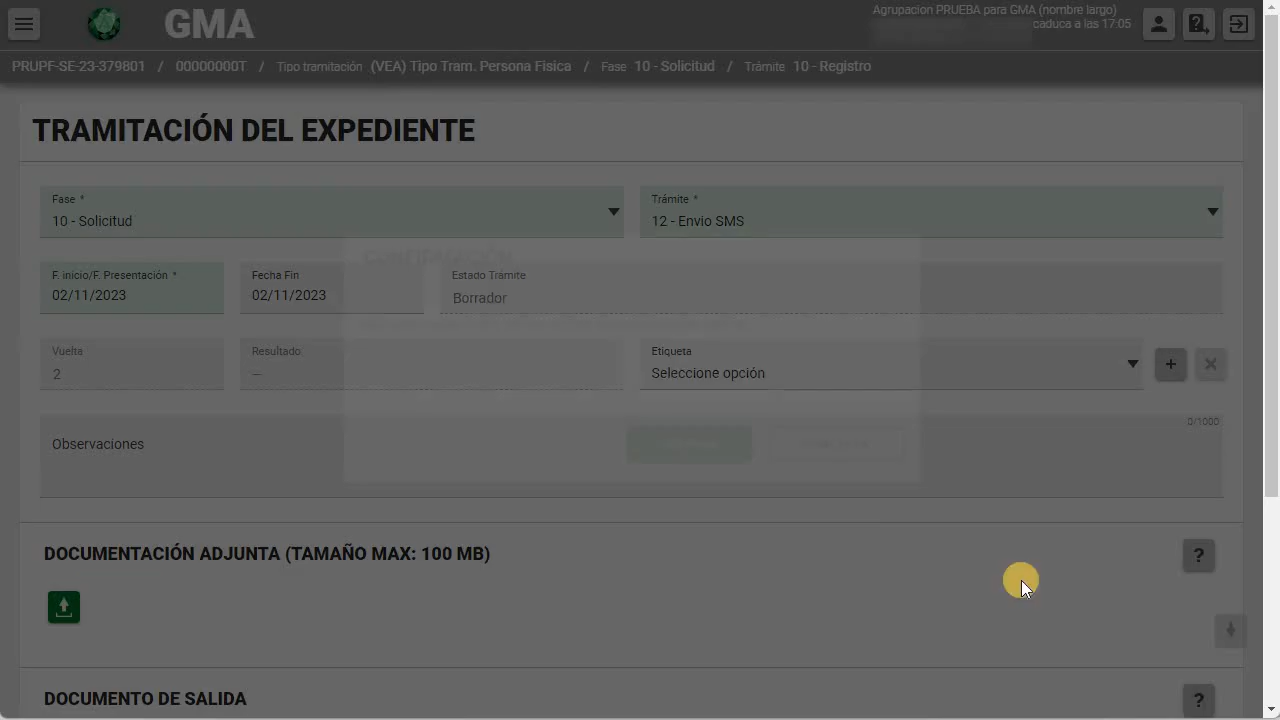 GMA
Agrupacion PRUEBA para GMA (nombre largo)
caduca a las 17:05
PRUPF-SE-23-379801 / 00000000T / Tipo tramitación (VEA) Tipo Tram. Persona Fisica / Fase 10 - Solicitud / Trámite 10 - Registro
TRAMITACIÓN DEL EXPEDIENTE
Fase *
10 - Solicitud
Trámite *
12 - Envio SMS
CONFIRMACIÓN
F. inicio/F. Presentación *
02/11/2023
Fecha Fin
02/11/2023
Estado Trámite
Borrador
Vuelta
2
Resultado
--
Etiqueta
Seleccione opción
+
0/1000
Observaciones
DOCUMENTACIÓN ADJUNTA (TAMAÑO MAX: 100 MB)
?
DOCUMENTO DE SALIDA
?